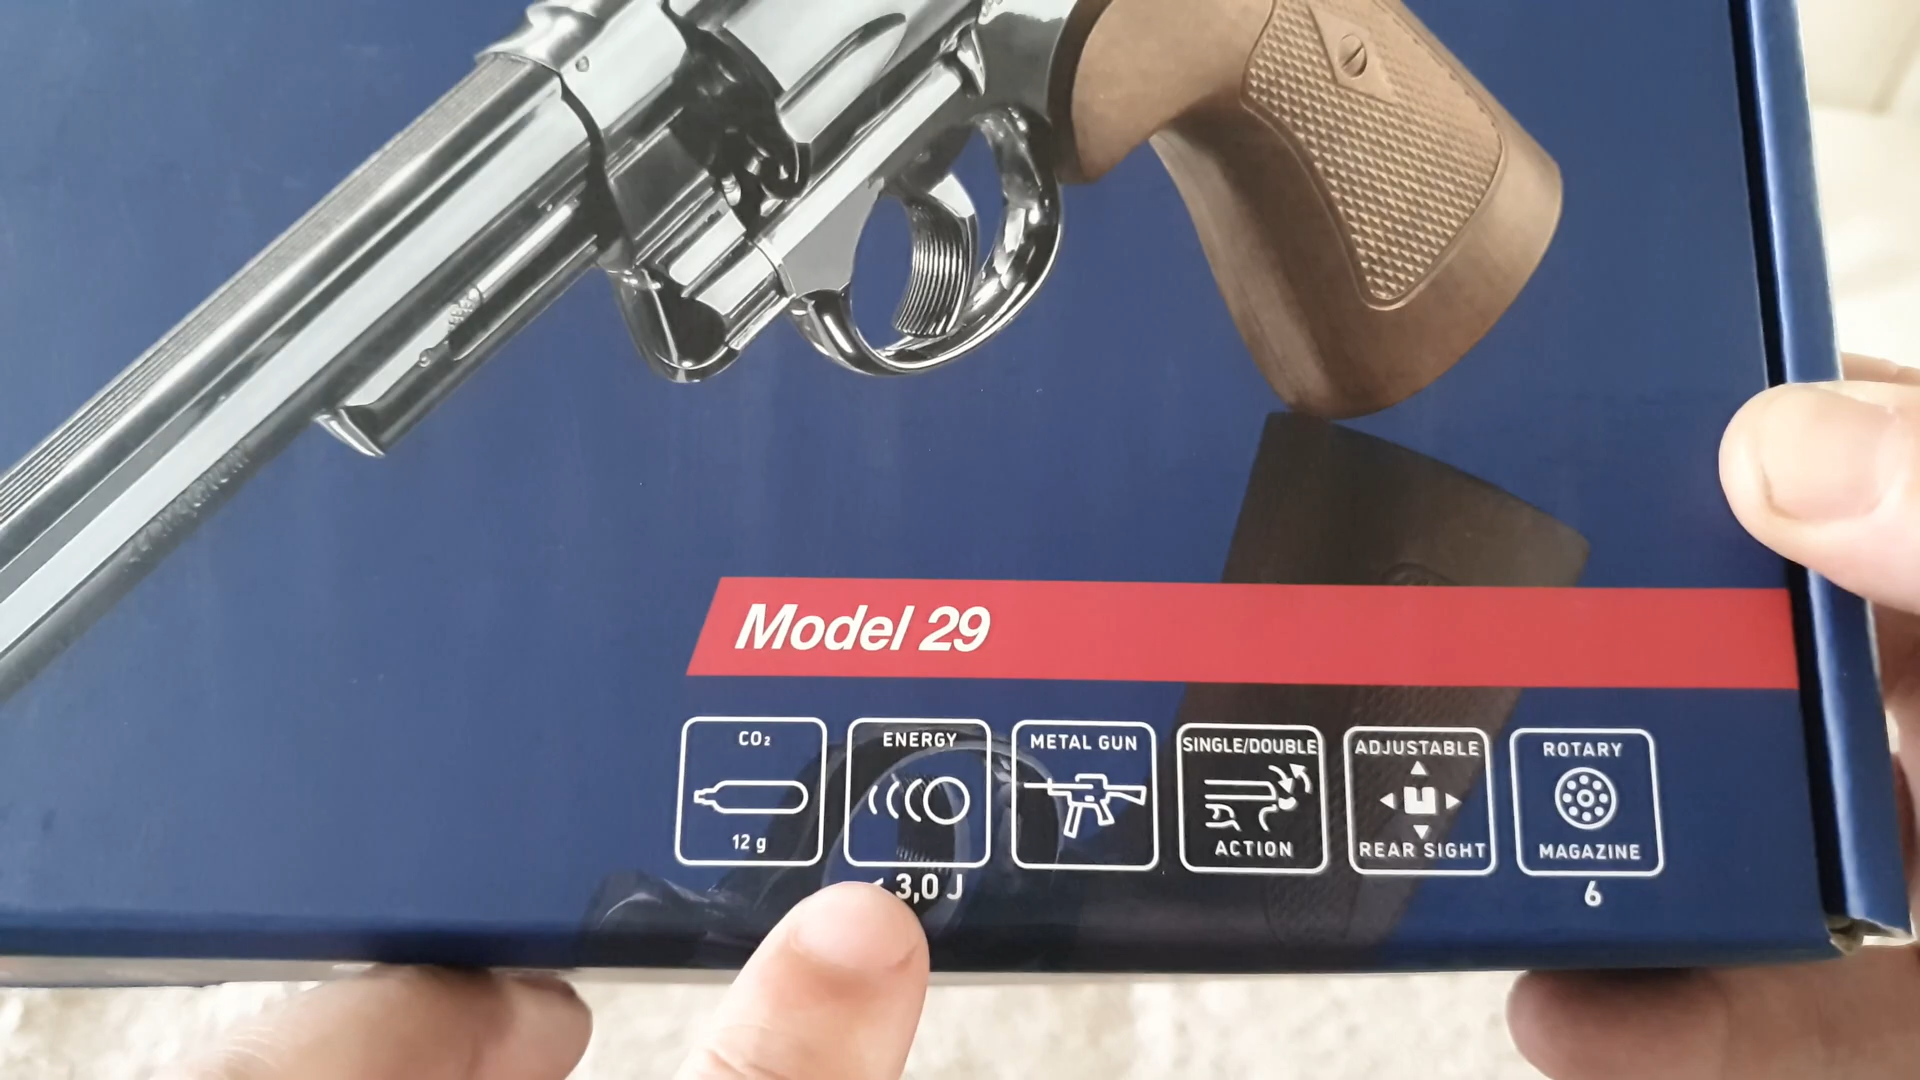 Model 29
CO₂
12 g
ENERGY
< 3,0 J
METAL GUN
SINGLE/DOUBLE
ACTION
ADJUSTABLE
REAR SIGHT
ROTARY
MAGAZINE
6